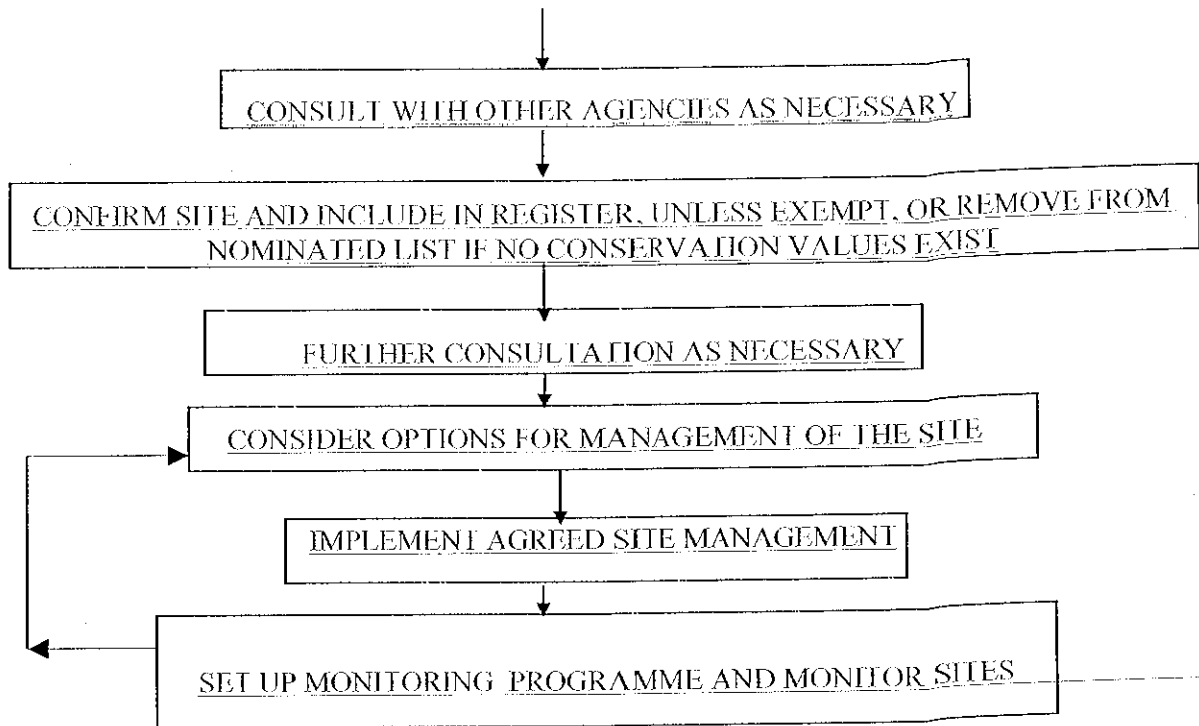 CONSULT WITH OTHER AGENCIES AS NECESSARY
CONFIRM SITE AND INCLUDE IN REGISTER, UNLESS EXEMPT, OR REMOVE FROM
NOMINATED LIST IF NO CONSERVATION VALUES EXIST
FURTHER CONSULTATION AS NECESSARY
CONSIDER OPTIONS FOR MANAGEMENT OF THE SITE
IMPLEMENT AGREED SITE MANAGEMENT
SET UP MONITORING PROGRAMME AND MONITOR SITES